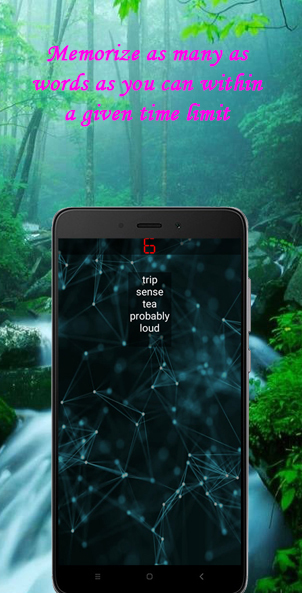 Memorize as many as
words as you can within
a given time limit
6
trip
sense
tea
probably
loud